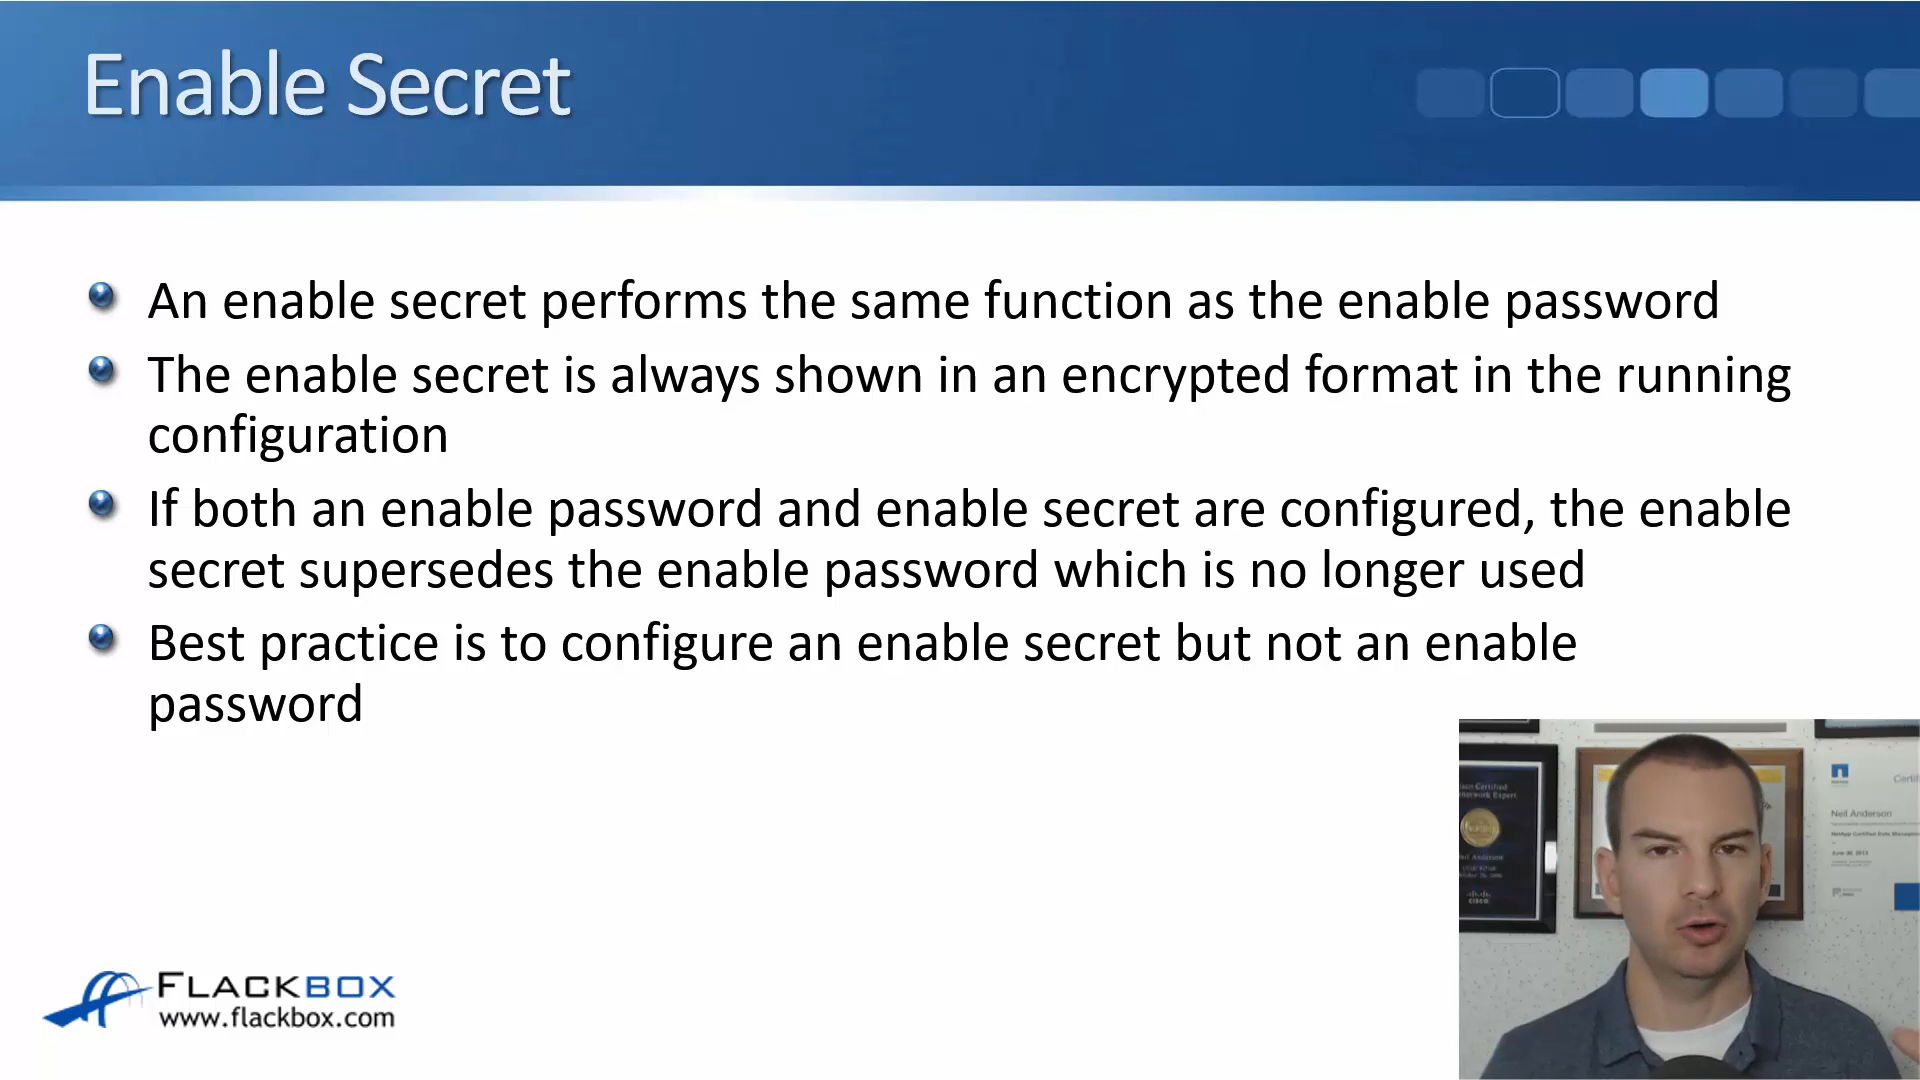 Enable Secret
An enable secret performs the same function as the enable password
The enable secret is always shown in an encrypted format in the running
configuration
If both an enable password and enable secret are configured, the enable
secret supersedes the enable password which is no longer used
Best practice is to configure an enable secret but not an enable
password
FLACKBOX
www.flackbox.com
Neil Anderson
CISCO